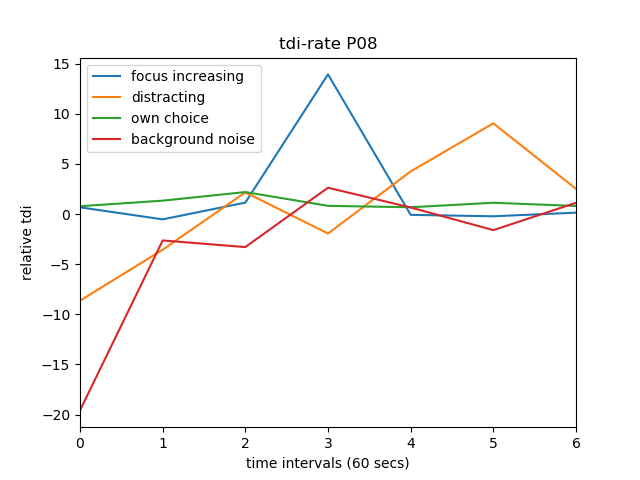 tdi-rate P08
15
10
5
0
−5
−10
−15
−20
relative tdi
focus increasing
distracting
own choice
background noise
0 1 2 3 4 5 6
time intervals (60 secs)